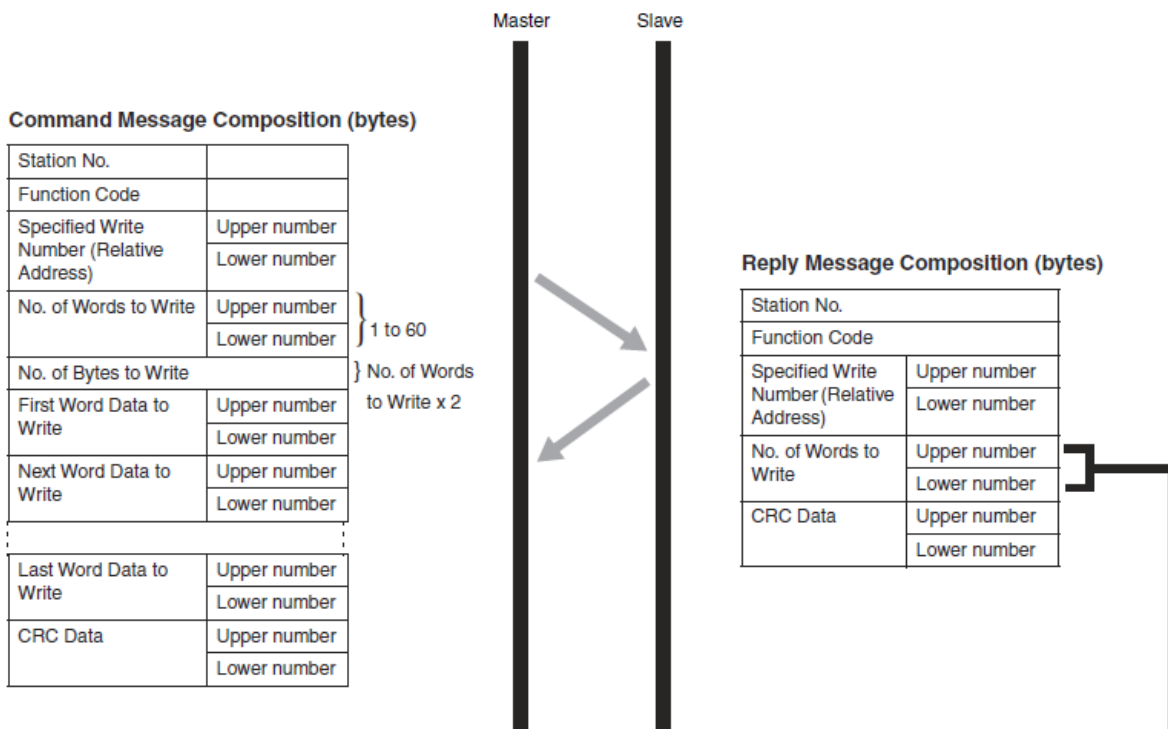 Master Slave
Command Message Composition (bytes)
Station No.
Function Code
Specified Write Upper number
Number (Relative Lower number
Address)
No. of Words to Write Upper number
Lower number
} 1 to 60
No. of Bytes to Write
} No. of Words
to Write x 2
First Word Data to Upper number
Write Lower number
Next Word Data to Upper number
Write Lower number
Last Word Data to Upper number
Write Lower number
CRC Data Upper number
Lower number
Reply Message Composition (bytes)
Station No.
Function Code
Specified Write Upper number
Number (Relative Lower number
Address)
No. of Words to Upper number
Write Lower number
CRC Data Upper number
Lower number